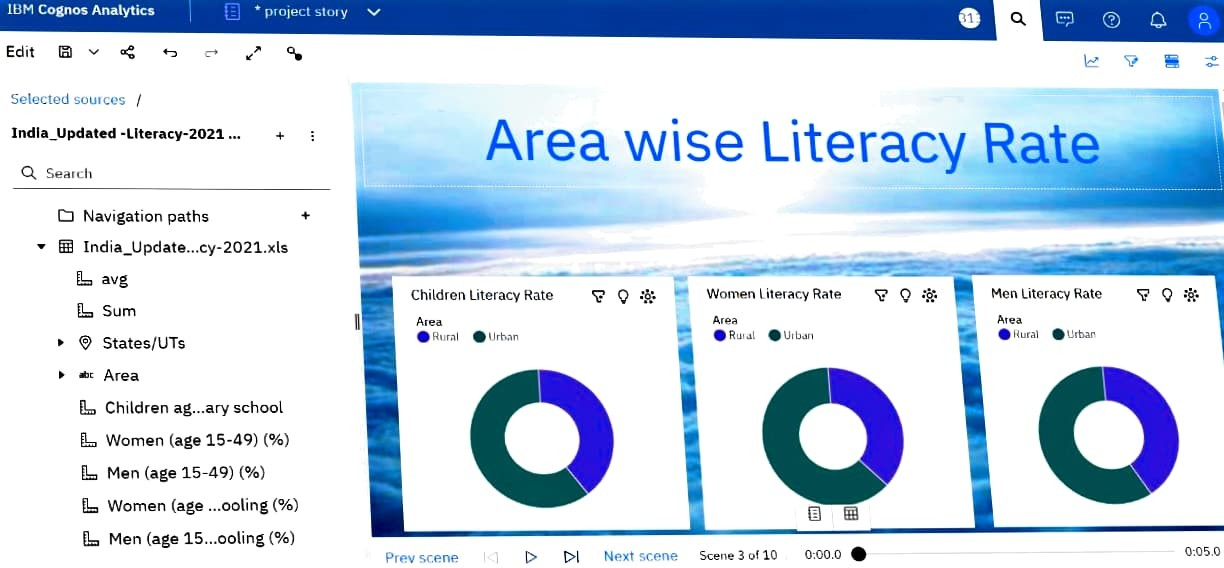 IBM Cognos Analytics
* project story
31
Edit
Selected sources /
India_Updated -Literacy-2021 ...
Search
Navigation paths
India_Update...cy-2021.xls
avg
Sum
States/UTs
abc Area
Children ag...ary school
Women (age 15-49) (%)
Men (age 15-49) (%)
Women (age ...ooling (%)
Men (age 15...ooling (%)
Area wise Literacy Rate
Children Literacy Rate
Area
Rural Urban
Women Literacy Rate
Area
Rural Urban
Men Literacy Rate
Area
Rural Urban
Prev scene Next scene Scene 3 of 10 0:00.0 0:05.0